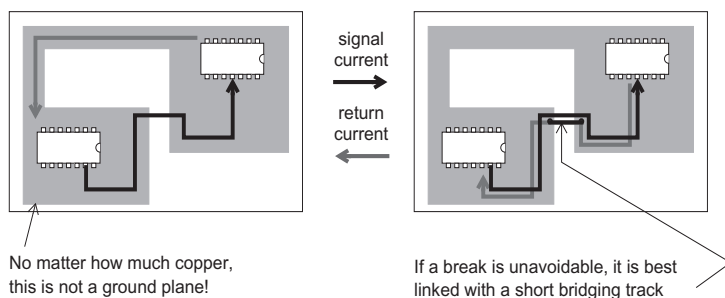 signal
current
return
current
No matter how much copper,
this is not a ground plane!
If a break is unavoidable, it is best
linked with a short bridging track